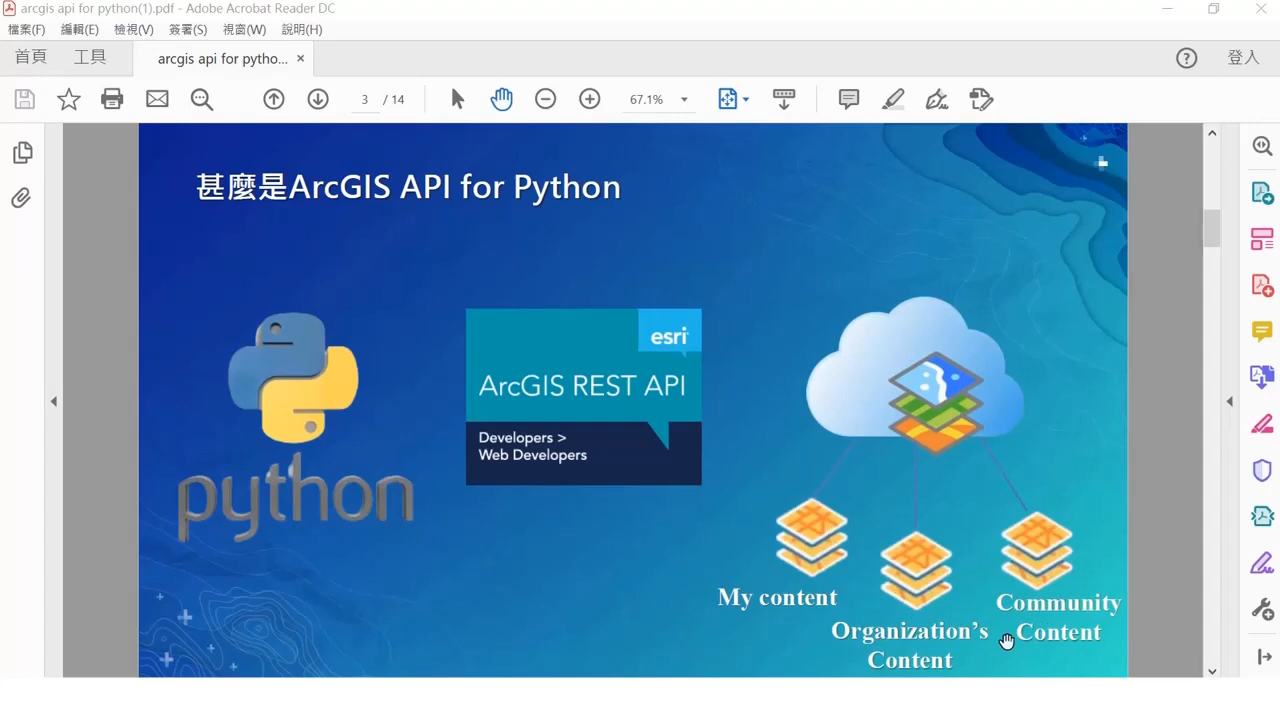 arcgis api for python(1).pdf - Adobe Acrobat Reader DC
檔案(F) 編輯(E) 檢視(V) 簽署(S) 視窗(W) 說明(H)
首頁 工具 arcgis api for pytho... × 登入
3 / 14 67.1%
甚麼是ArcGIS API for Python
esri
ArcGIS REST API
Developers >
Web Developers
python
My content
Organization's
Content
Community
Content